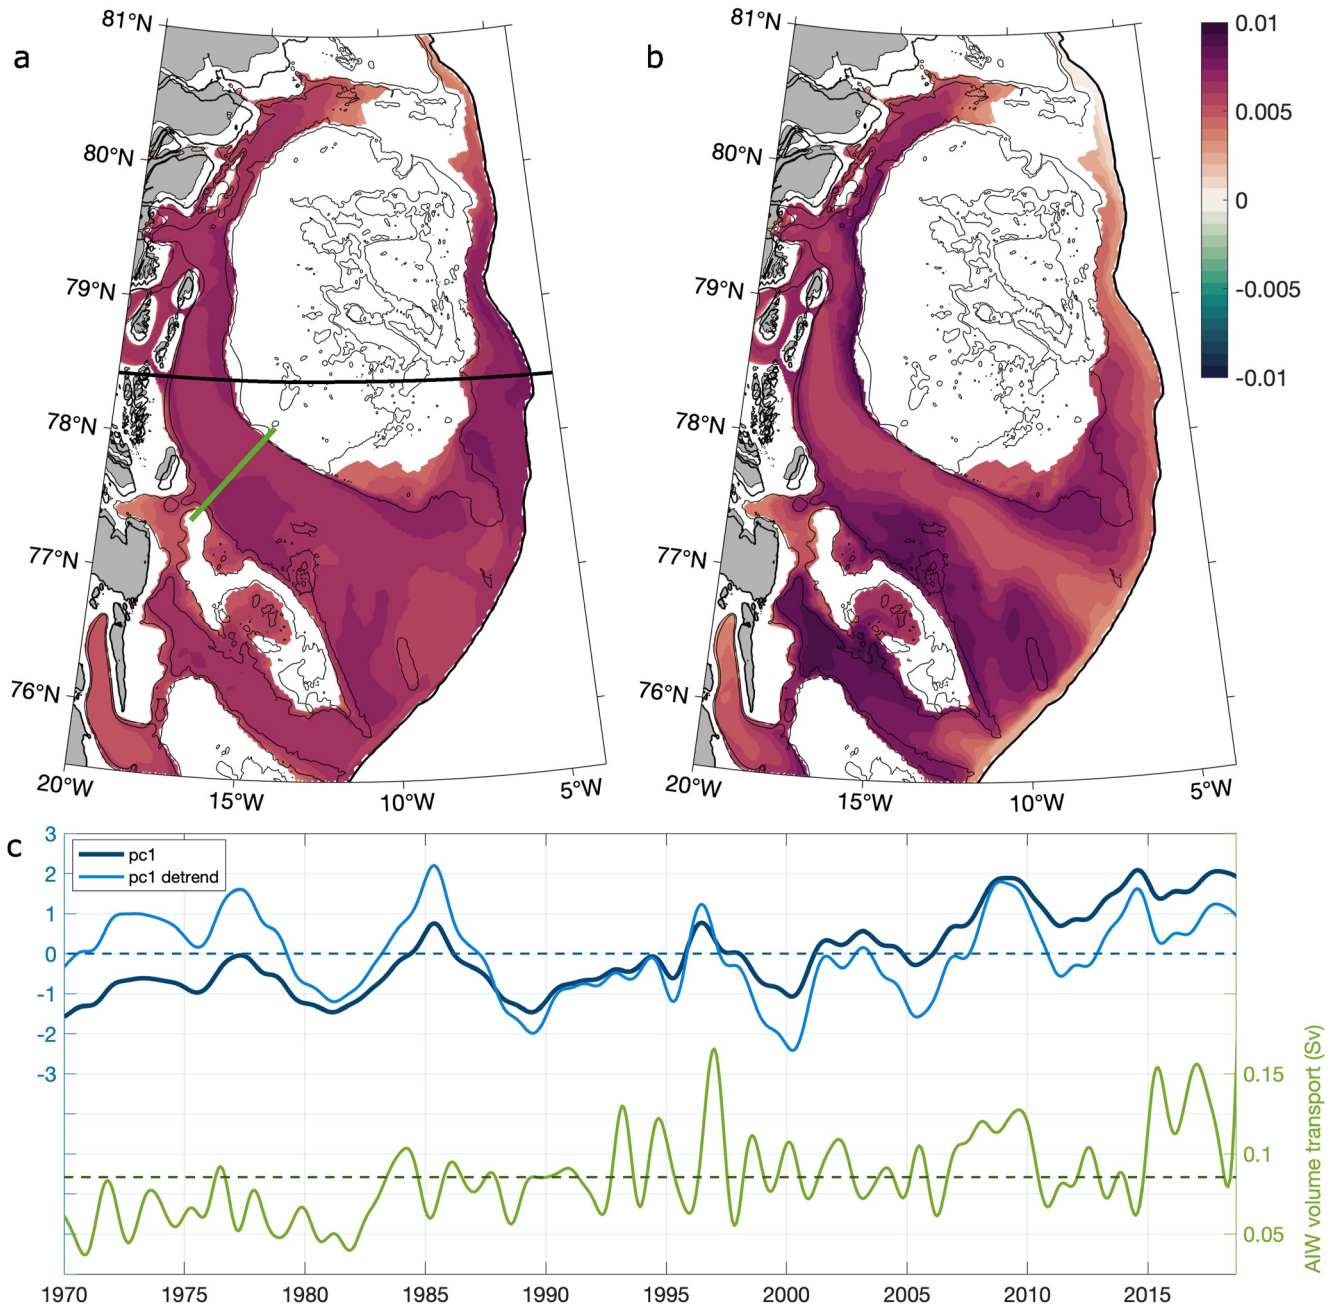 a
81°N
80°N
79°N
78°N
77°N
76°N
20°W
15°W
10°W
5°W
b
81°N
80°N
79°N
78°N
77°N
76°N
20°W
15°W
10°W
5°W
0.01
0.005
0
-0.005
-0.01
c
pc1
pc1 detrend
3
2
1
0
-1
-2
-3
0.15
0.1
0.05
AIW volume transport (Sv)
1970
1975
1980
1985
1990
1995
2000
2005
2010
2015